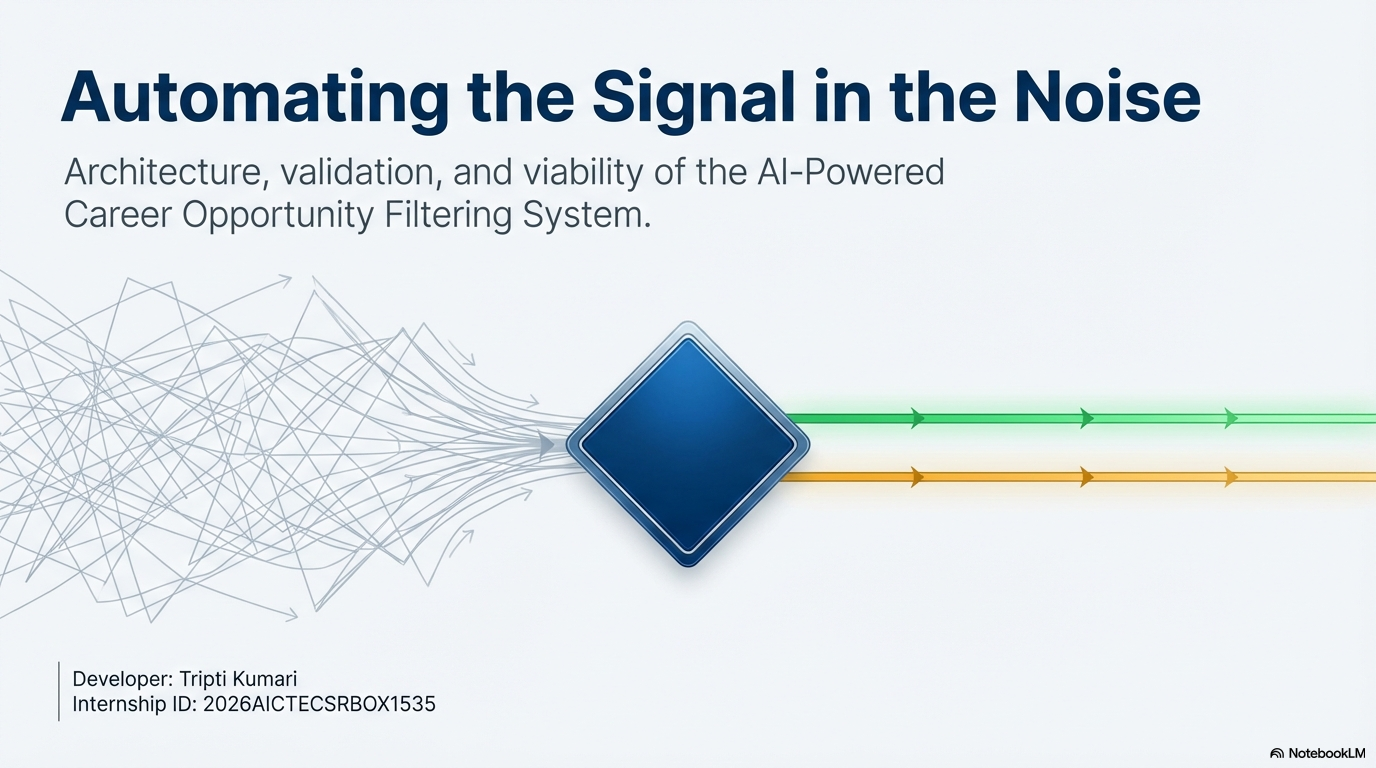 Automating the Signal in the Noise
Architecture, validation, and viability of the AI-Powered
Career Opportunity Filtering System.
Developer: Tripti Kumari
Internship ID: 2026AICTECSRBOX1535
NotebookLM